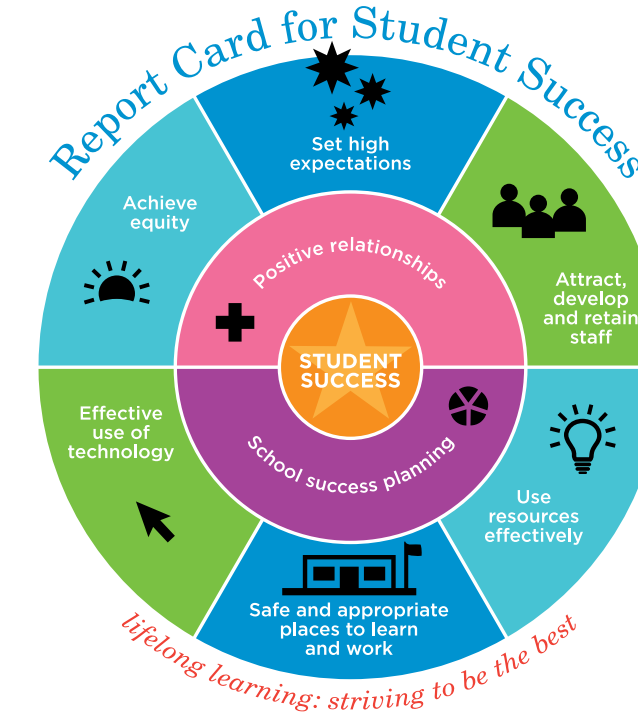 Report Card for Student Success
Set high
expectations
Achieve
equity
Attract,
develop
and retain
staff
Positive relationships
STUDENT
SUCCESS
School success planning
Effective
use of
technology
Use
resources
effectively
Safe and appropriate
places to learn
and work
lifelong learning: striving to be the best